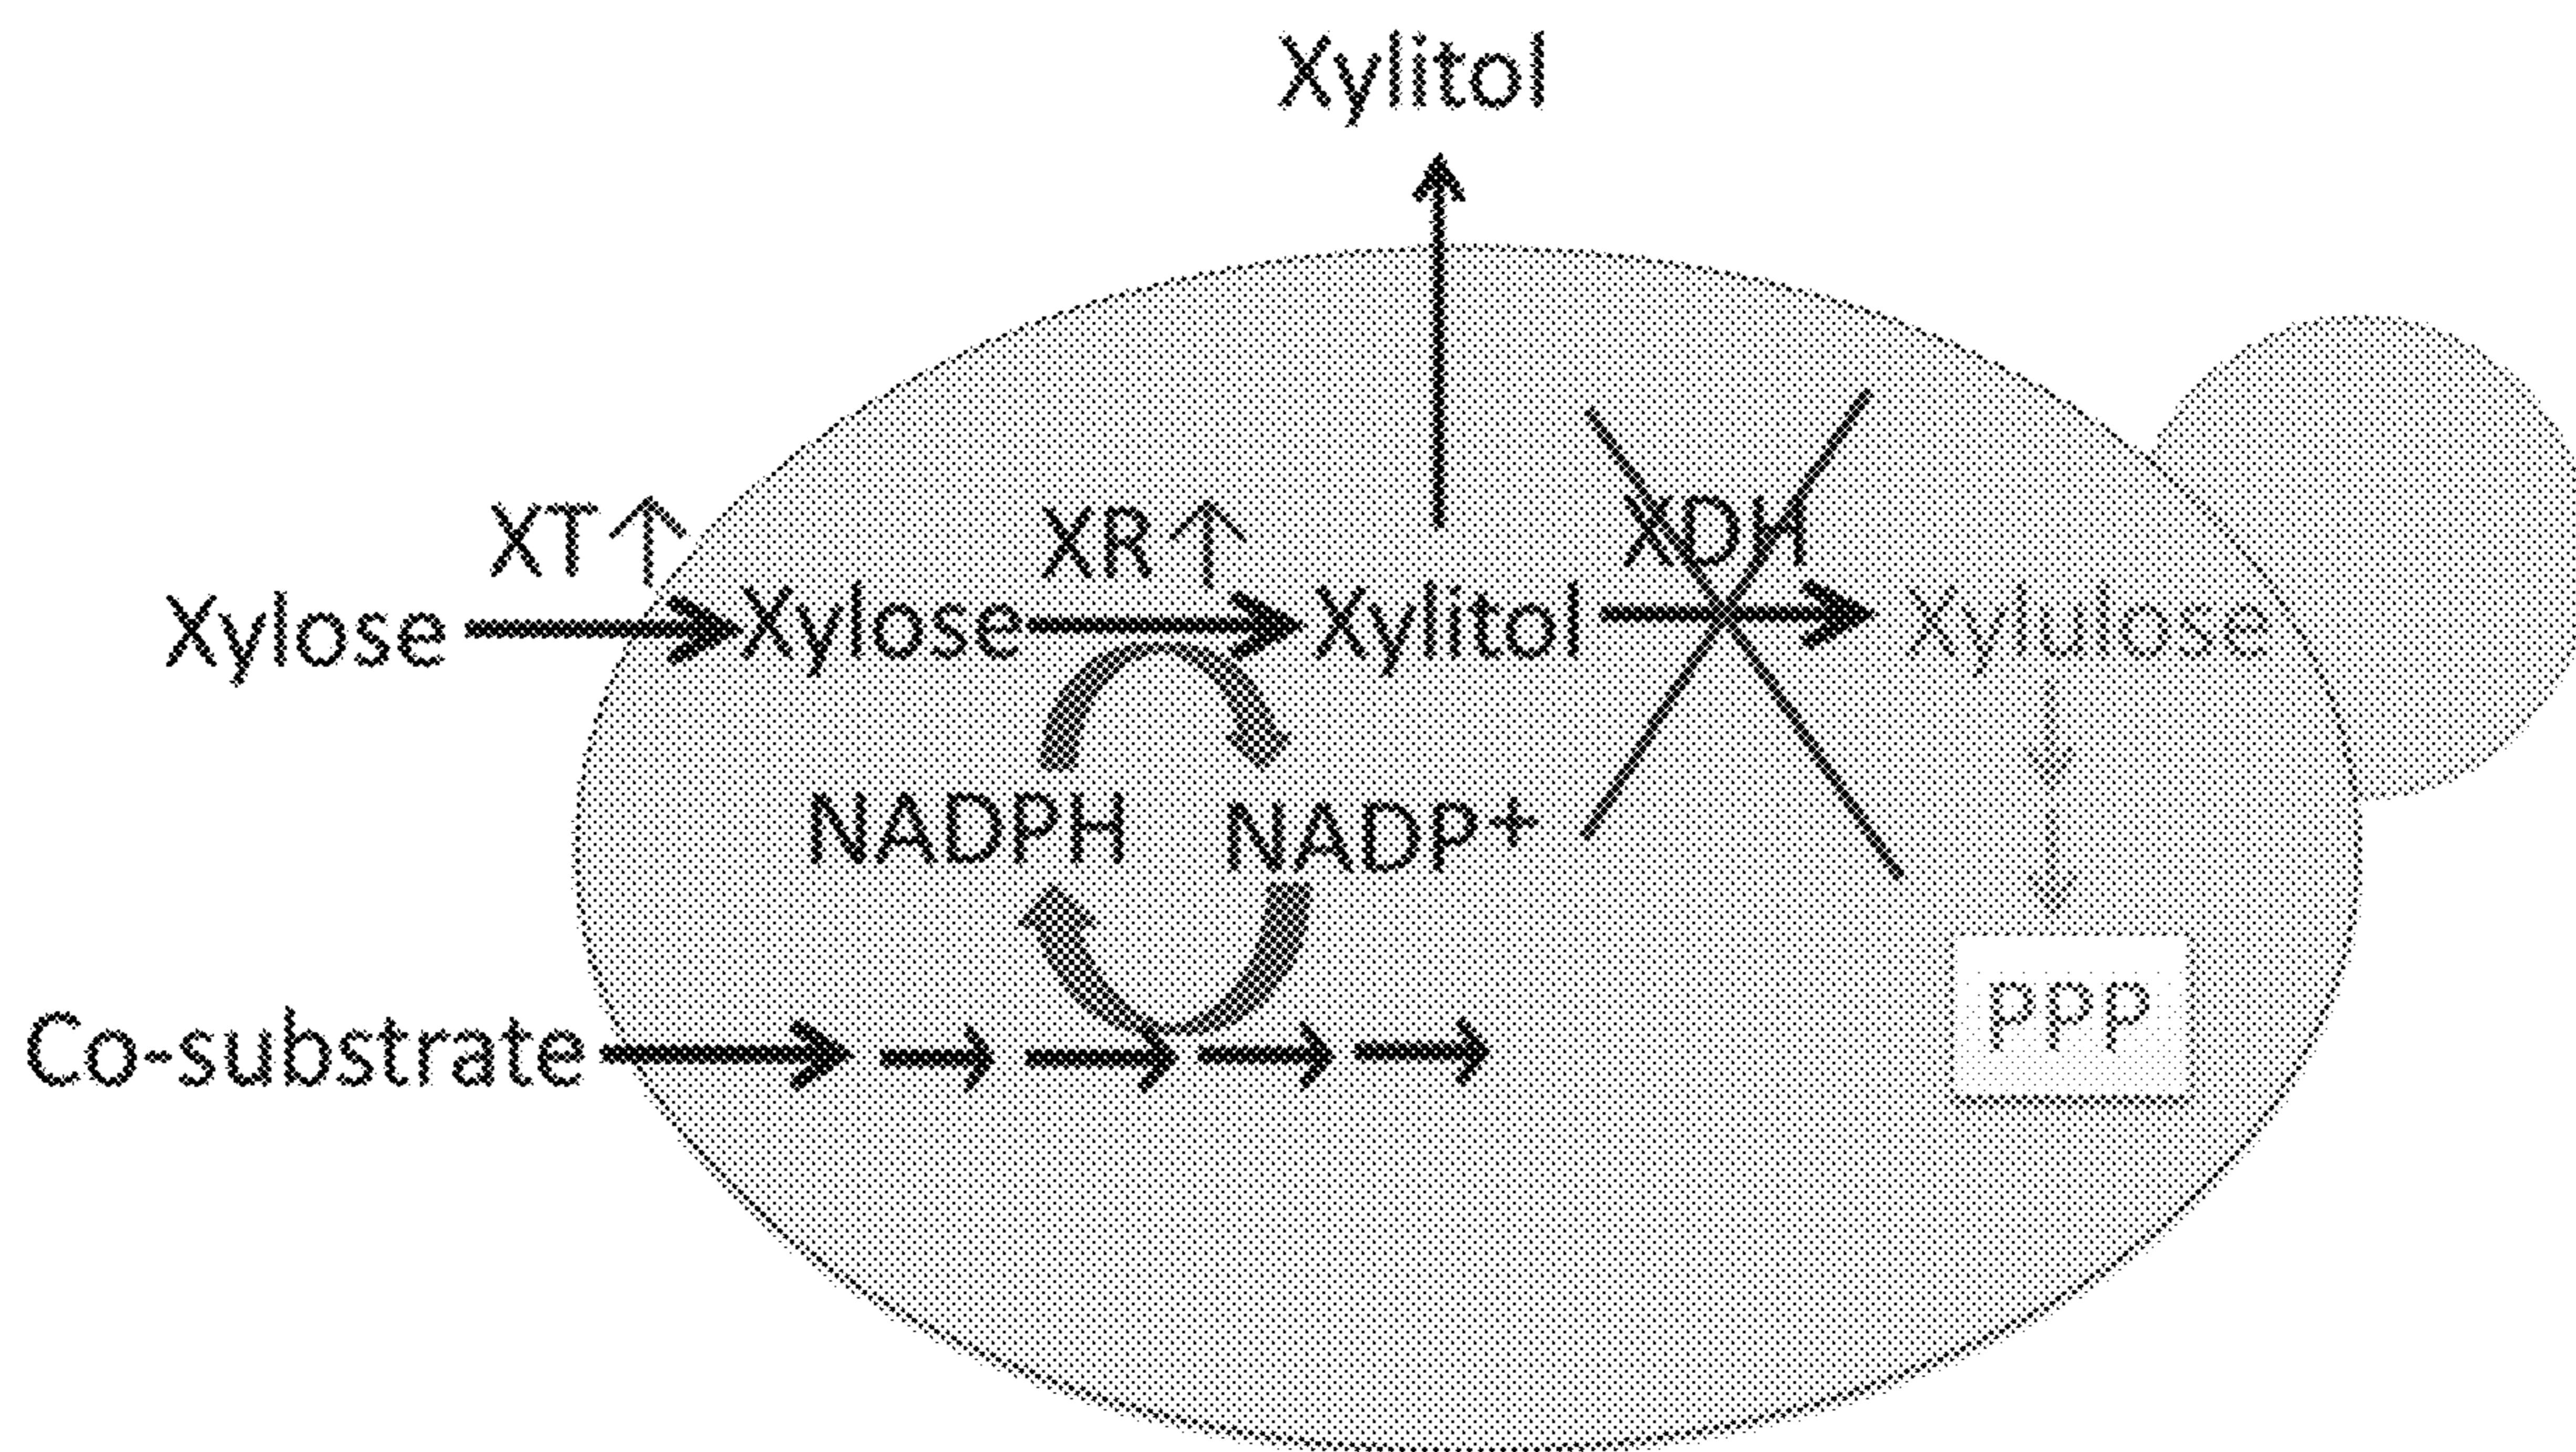 Xylitol
XT↑
XR↑
XDH
Xylose
Xylose
Xylitol
Xylulose
NADPH
NADP+
Co-substrate
PPP